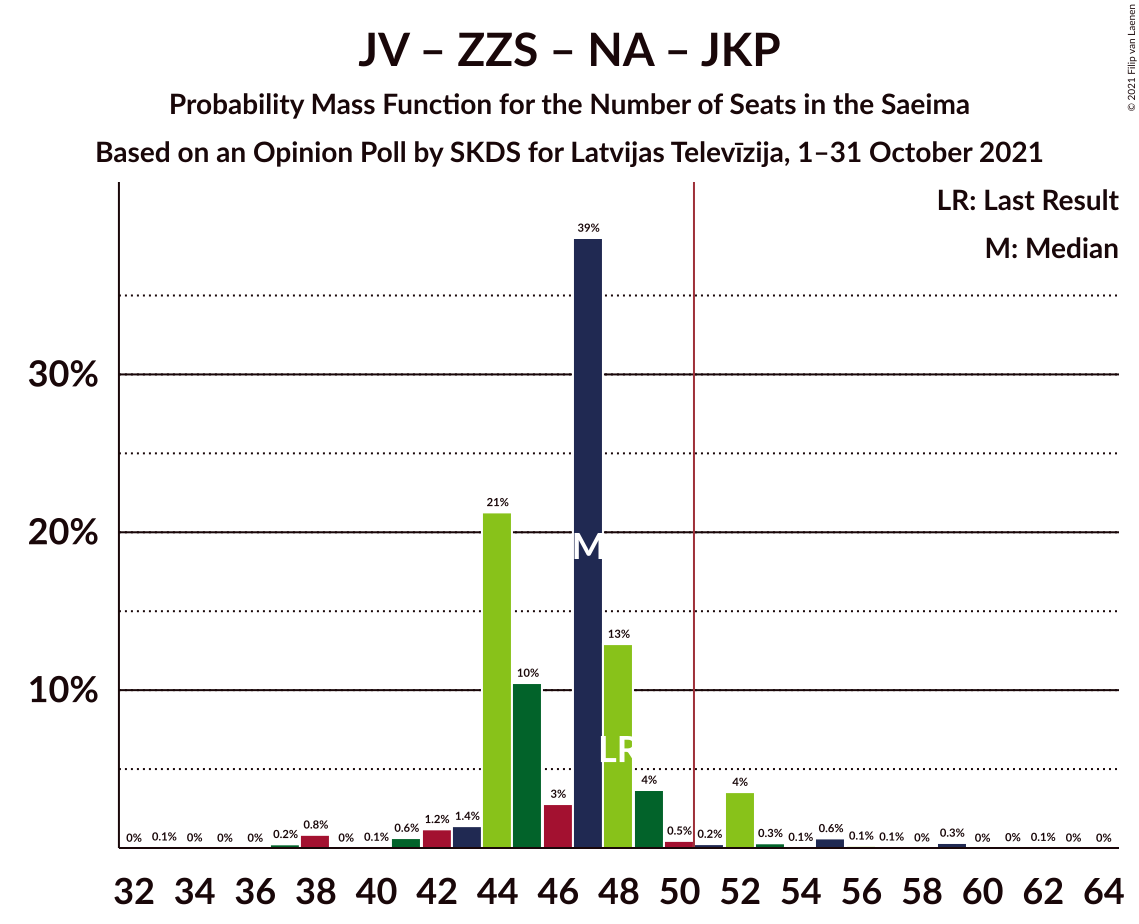 JV – ZZS – NA – JKP
Probability Mass Function for the Number of Seats in the Saeima
Based on an Opinion Poll by SKDS for Latvijas Televīzija, 1–31 October 2021
© 2021 Filip van Laenen
LR: Last Result
M: Median
30%
20%
10%
0% 0.1% 0% 0% 0% 0.2% 0.8% 0% 0.1% 0.6% 1.2% 1.4% 21% 10% 3% 39% 13% 4% 0.5% 0.2% 4% 0.3% 0.1% 0.6% 0.1% 0.1% 0% 0.3% 0% 0% 0.1% 0% 0%
M
LR
32 34 36 38 40 42 44 46 48 50 52 54 56 58 60 62 64